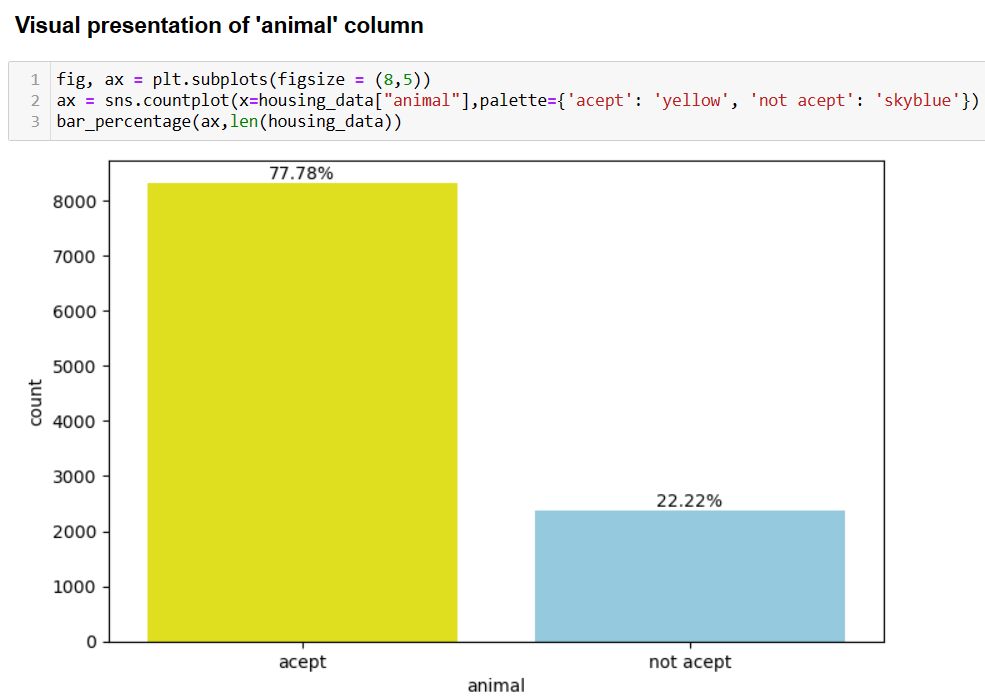 Visual presentation of 'animal' column
1 fig, ax = plt.subplots(figsize = (8,5))
2 ax = sns.countplot(x=housing_data["animal"],palette={'acept': 'yellow', 'not acept': 'skyblue'})
3 bar_percentage(ax,len(housing_data))
77.78%
8000
7000
6000
5000
count
4000
3000
22.22%
2000
1000
0
acept not acept
animal